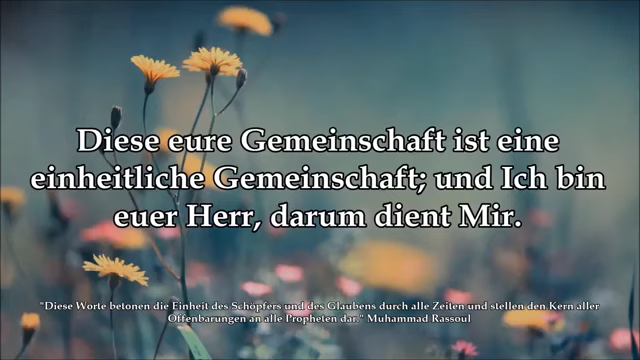 Diese eure Gemeinschaft ist eine
einheitliche Gemeinschaft; und Ich bin
euer Herr, darum dient Mir.
"Diese Worte betonen die Einheit des Schöpfers und des Glaubens durch alle Zeiten und stellen den Kern aller
Offenbarungen an alle Propheten dar." Muhammad Rassoul